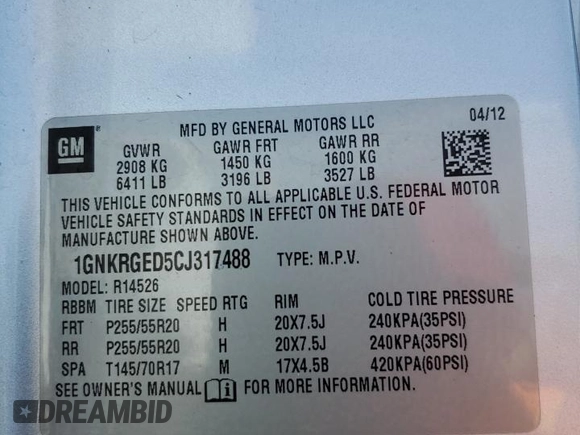 GM
®
MFD BY GENERAL MOTORS LLC
04/12
GVWR GAWR FRT GAWR RR
2908 KG 1450 KG 1600 KG
6411 LB 3196 LB 3527 LB
THIS VEHICLE CONFORMS TO ALL APPLICABLE U.S. FEDERAL MOTOR
VEHICLE SAFETY STANDARDS IN EFFECT ON THE DATE OF
MANUFACTURE SHOWN ABOVE.
1GNKRGED5CJ317488 TYPE: M.P.V.
MODEL: R14526
RBBM TIRE SIZE SPEED RTG RIM COLD TIRE PRESSURE
FRT P255/55R20 H 20X7.5J 240KPA(35PSI)
RR P255/55R20 H 20X7.5J 240KPA(35PSI)
SPA T145/70R17 M 17X4.5B 420KPA(60PSI)
SEE OWNER'S MANUAL FOR MORE INFORMATION.
DREAMBID